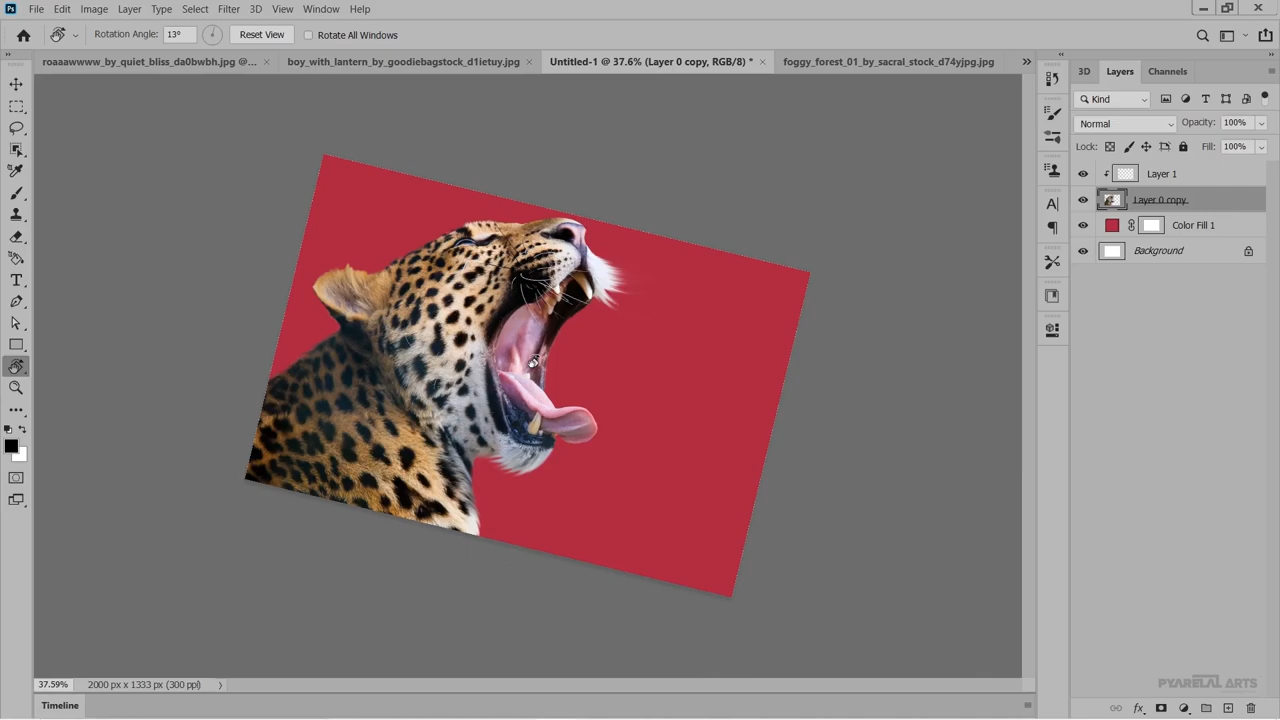 Ps File Edit Image Layer Type Select Filter 3D View Window Help
Rotation Angle: 13° Reset View Rotate All Windows
roaaawwww_by_quiet_bliss_da0bwbh.jpg @... × boy_with_lantern_by_goodiebagstock_d1ietuy.jpg × Untitled-1 @ 37.6% (Layer 0 copy, RGB/8) * × foggy_forest_01_by_sacral_stock_d74yjpg.jpg
3D Layers Channels
Kind
Normal Opacity: 100%
Lock: Fill: 100%
Layer 1
Layer 0 copy
Color Fill 1
Background
PYARELAL ARTS
37.59% 2000 px x 1333 px (300 ppi)
Timeline